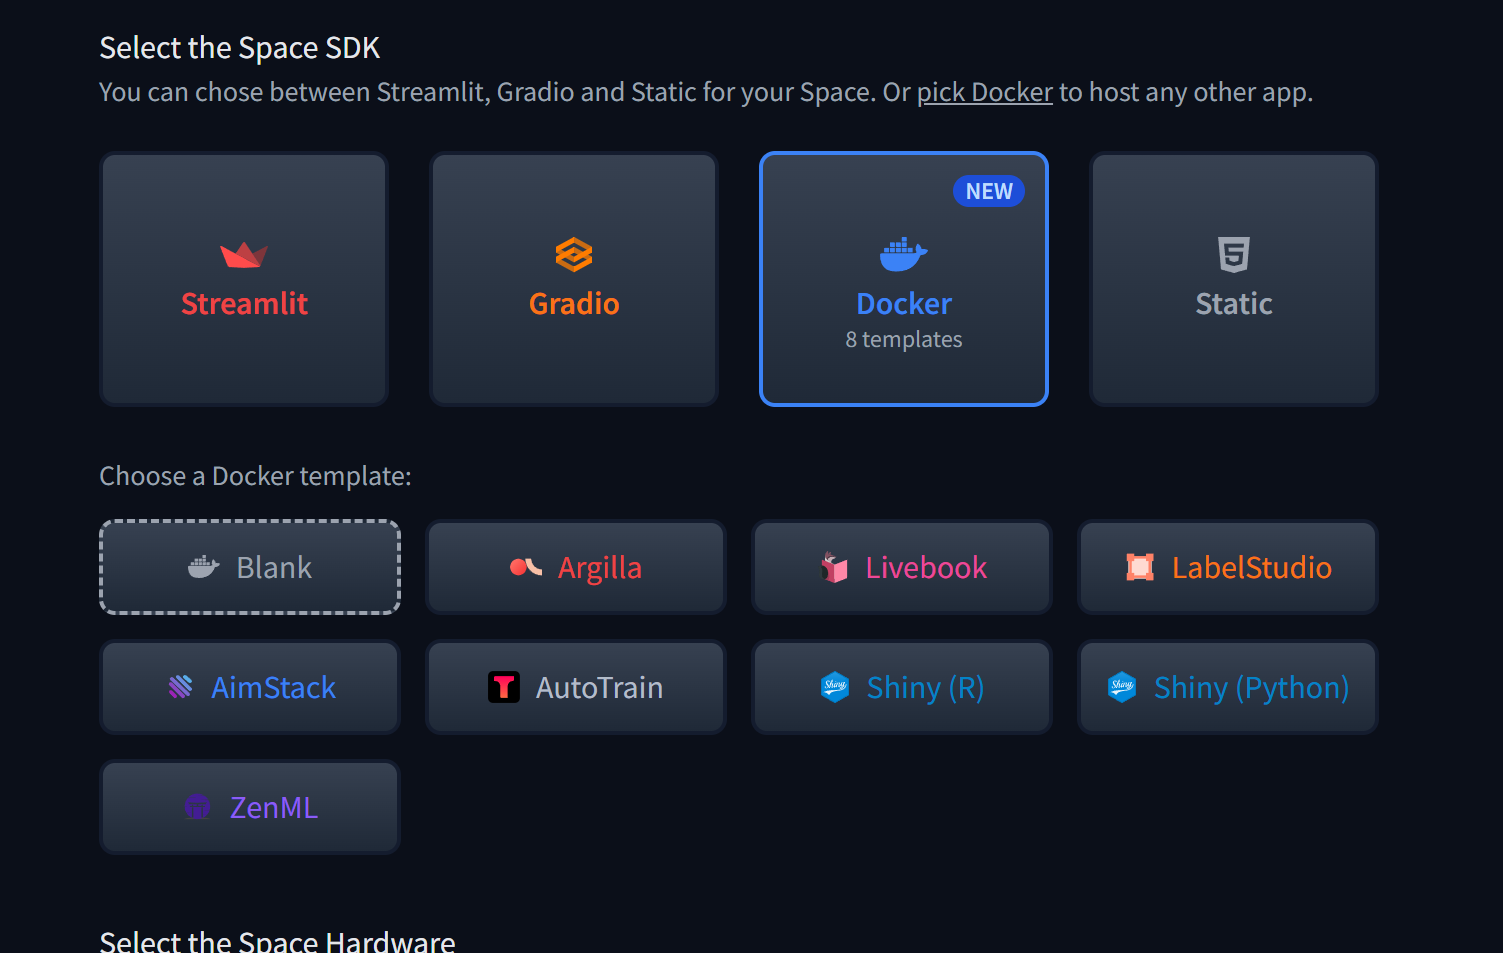 Select the Space SDK
You can chose between Streamlit, Gradio and Static for your Space. Or pick Docker to host any other app.
Streamlit
Gradio
NEW
Docker
8 templates
Static
Choose a Docker template:
Blank
Argilla
Livebook
LabelStudio
AimStack
AutoTrain
Shiny
Shiny (R)
Shiny
Shiny (Python)
ZenML
Select the Space Hardware